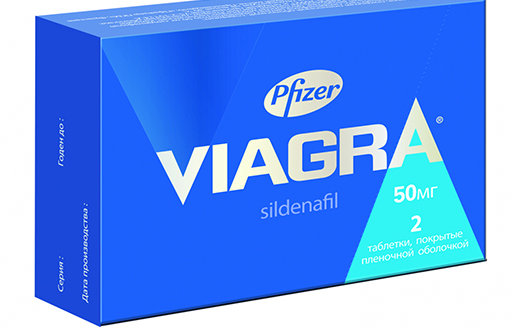 Pfizer
VIAGRA®
sildenafil
50мг
2
таблетки, покрытые
пленочной оболочкой
Годен до :
Дата производства :
Серия :